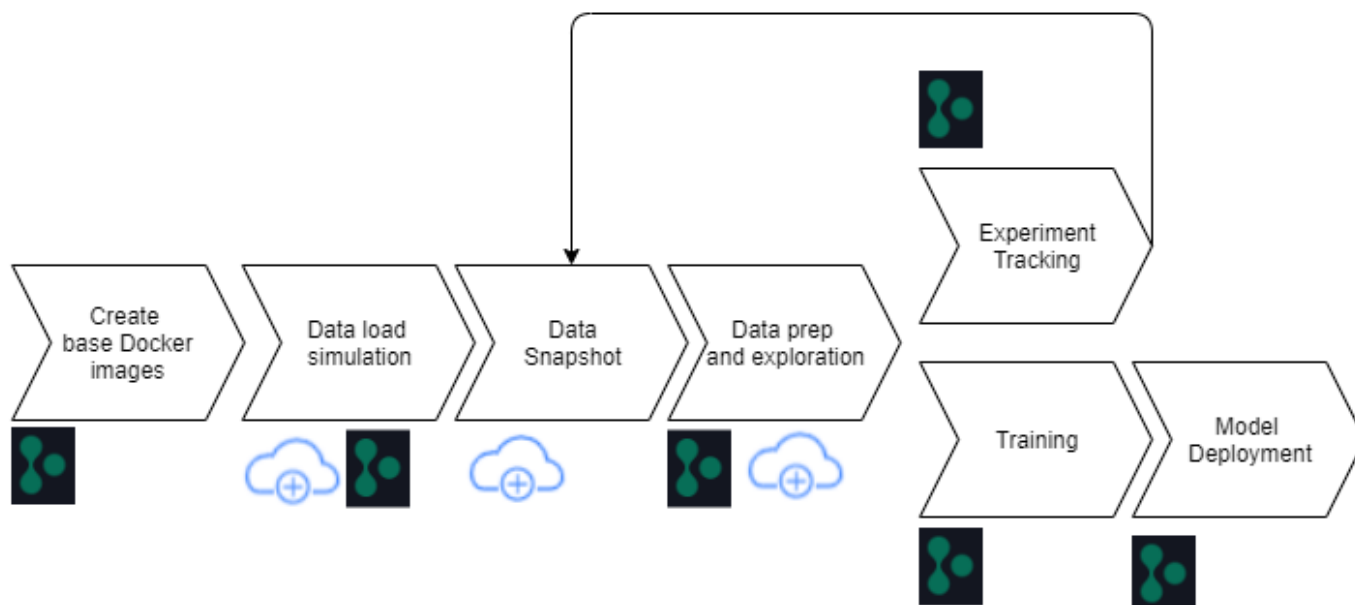 Create
base Docker
images
Data load
simulation
Data
Snapshot
Data prep
and exploration
Experiment
Tracking
Training
Model
Deployment